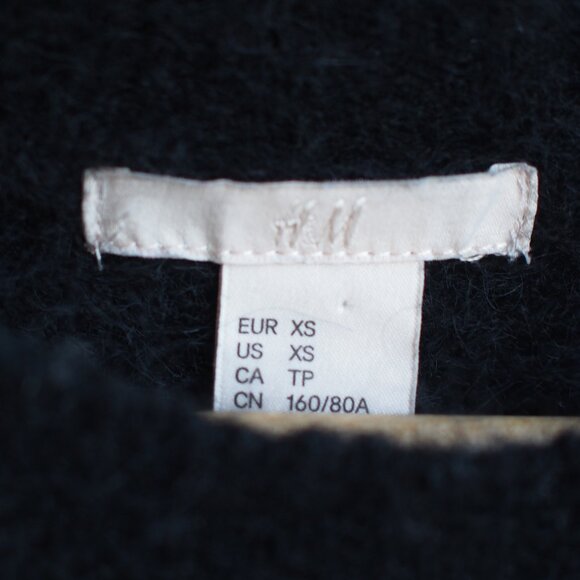 H&M
EUR XS
US XS
CA TP
CN 160/80A